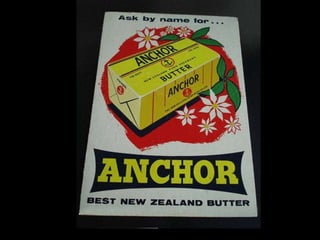 Ask by name for...
ANCHOR
BUTTER
ANCHOR
ANCHOR
BEST NEW ZEALAND BUTTER